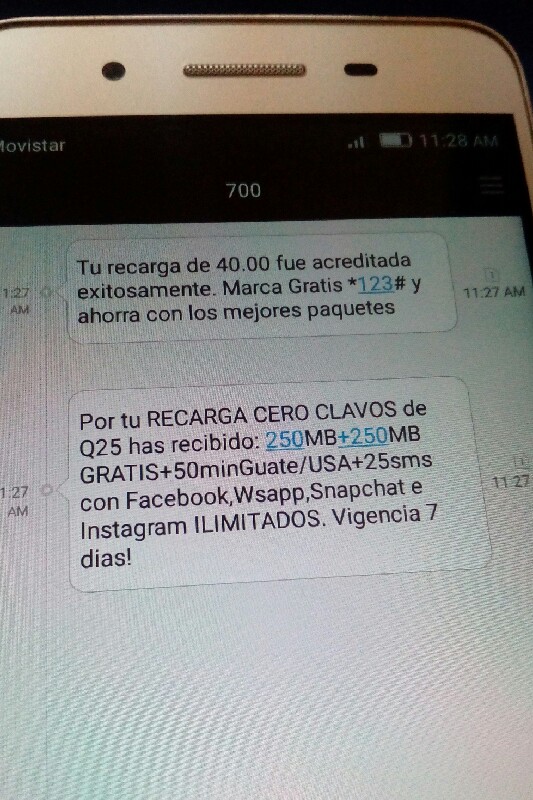 Movistar
11:28 AM
700
Tu recarga de 40.00 fue acreditada
exitosamente. Marca Gratis *123# y
ahorra con los mejores paquetes
1:27
AM
11:27 AM
Por tu RECARGA CERO CLAVOS de
Q25 has recibido: 250MB+250MB
GRATIS+50minGuate/USA+25sms
con Facebook,Wsapp,Snapchat e
Instagram ILIMITADOS. Vigencia 7
dias!
1:27
AM
11:27